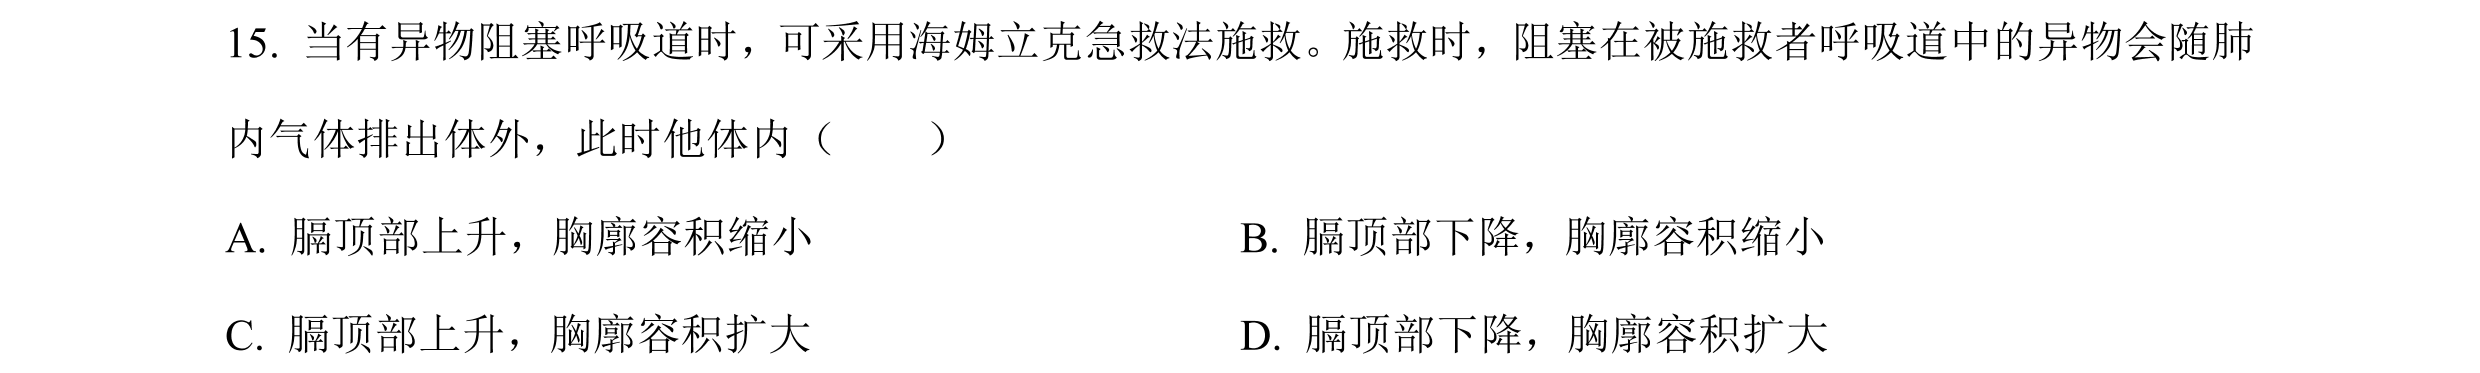 15. 当有异物阻塞呼吸道时，可采用海姆立克急救法施救。施救时，阻塞在被施救者呼吸道中的异物会随肺
内气体排出体外，此时他体内（　　）
A. 膈顶部上升，胸廓容积缩小　　B. 膈顶部下降，胸廓容积缩小
C. 膈顶部上升，胸廓容积扩大　　D. 膈顶部下降，胸廓容积扩大